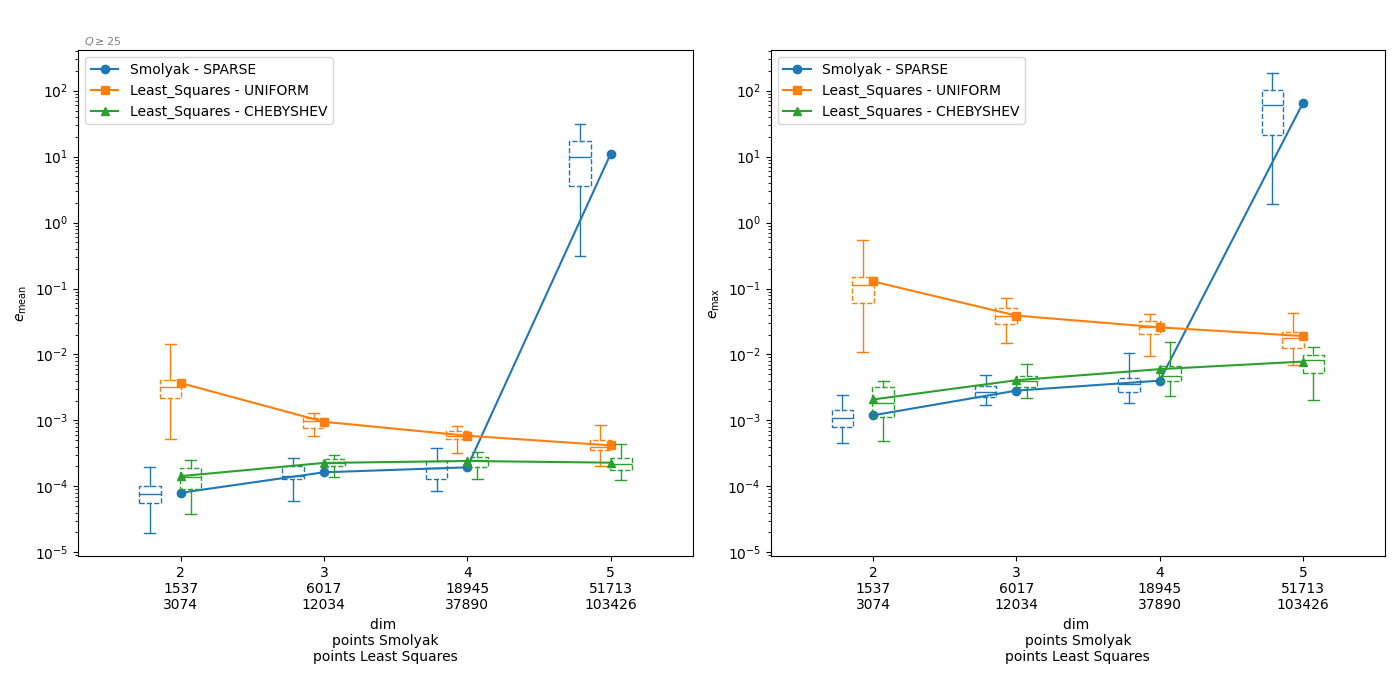 Q ≥ 25
Smolyak - SPARSE
Least_Squares - UNIFORM
Least_Squares - CHEBYSHEV
10²
10¹
10⁰
10⁻¹
10⁻²
10⁻³
10⁻⁴
10⁻⁵
e_mean
2 3 4 5
1537 6017 18945 51713
3074 12034 37890 103426
dim
points Smolyak
points Least Squares
Smolyak - SPARSE
Least_Squares - UNIFORM
Least_Squares - CHEBYSHEV
10²
10¹
10⁰
10⁻¹
10⁻²
10⁻³
10⁻⁴
10⁻⁵
e_max
2 3 4 5
1537 6017 18945 51713
3074 12034 37890 103426
dim
points Smolyak
points Least Squares